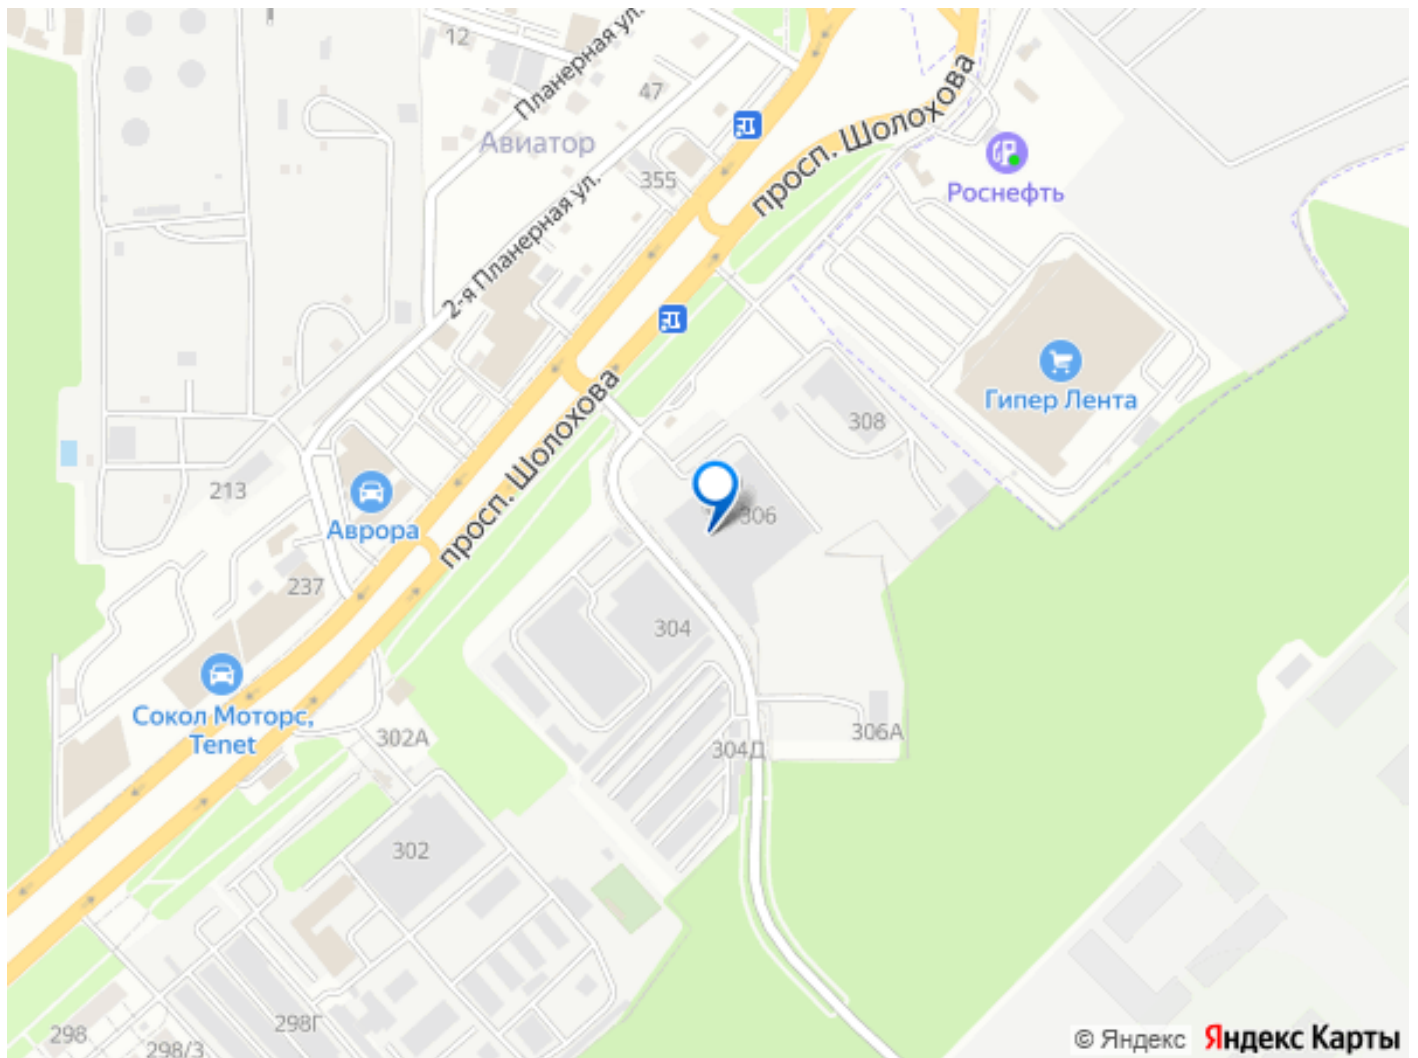 12
Планерная ул.
47
Авиатор
355
просп. Шолохова
Роснефть
2-я Планерная ул.
Гипер Лента
просп. Шолохова
308
213
Аврора
306
237
304
Сокол Моторс,
Tenet
302А
304Д
306А
302
298Г
298
298/3
© Яндекс
Яндекс Карты